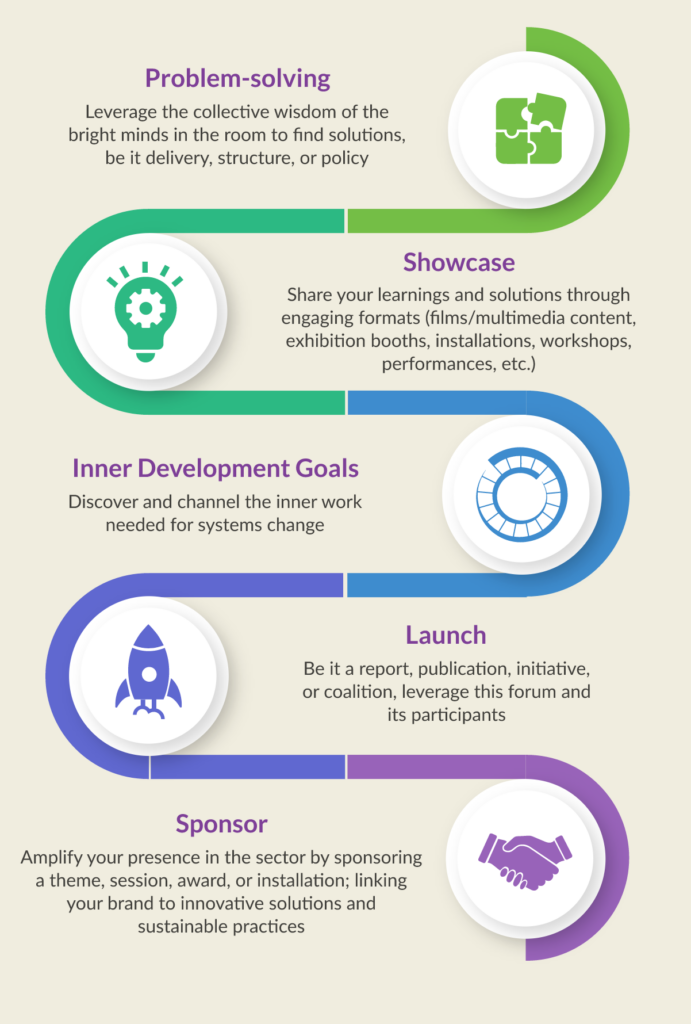 Problem-solving
Leverage the collective wisdom of the
bright minds in the room to find solutions,
be it delivery, structure, or policy
Showcase
Share your learnings and solutions through
engaging formats (films/multimedia content,
exhibition booths, installations, workshops,
performances, etc.)
Inner Development Goals
Discover and channel the inner work
needed for systems change
Launch
Be it a report, publication, initiative,
or coalition, leverage this forum and
its participants
Sponsor
Amplify your presence in the sector by sponsoring
a theme, session, award, or installation; linking
your brand to innovative solutions and
sustainable practices